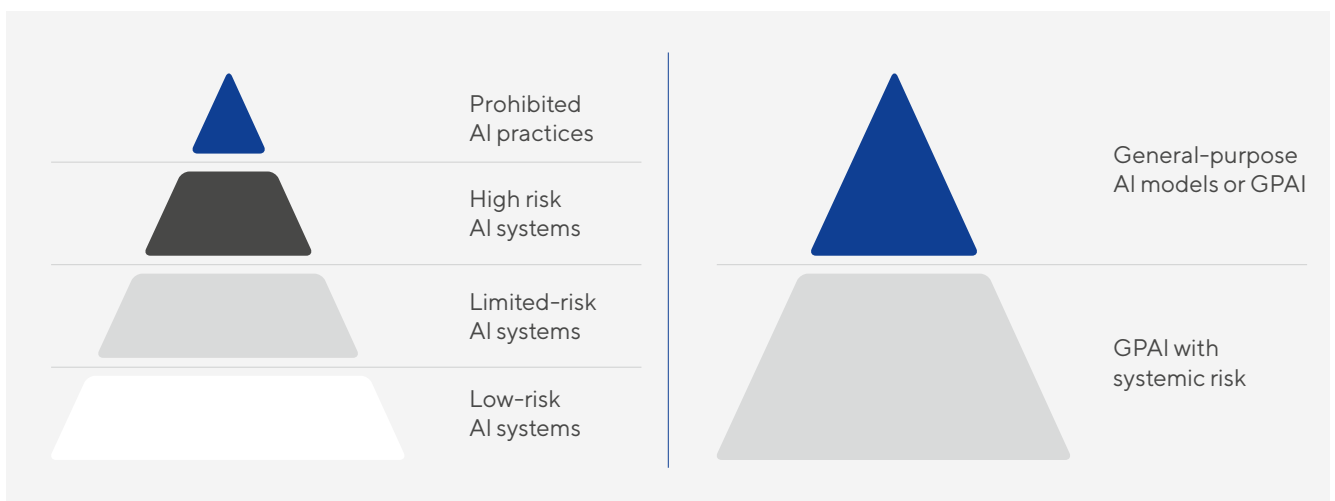 Prohibited
AI practices
High risk
AI systems
Limited-risk
AI systems
Low-risk
AI systems
General-purpose
AI models or GPAI
GPAI with
systemic risk